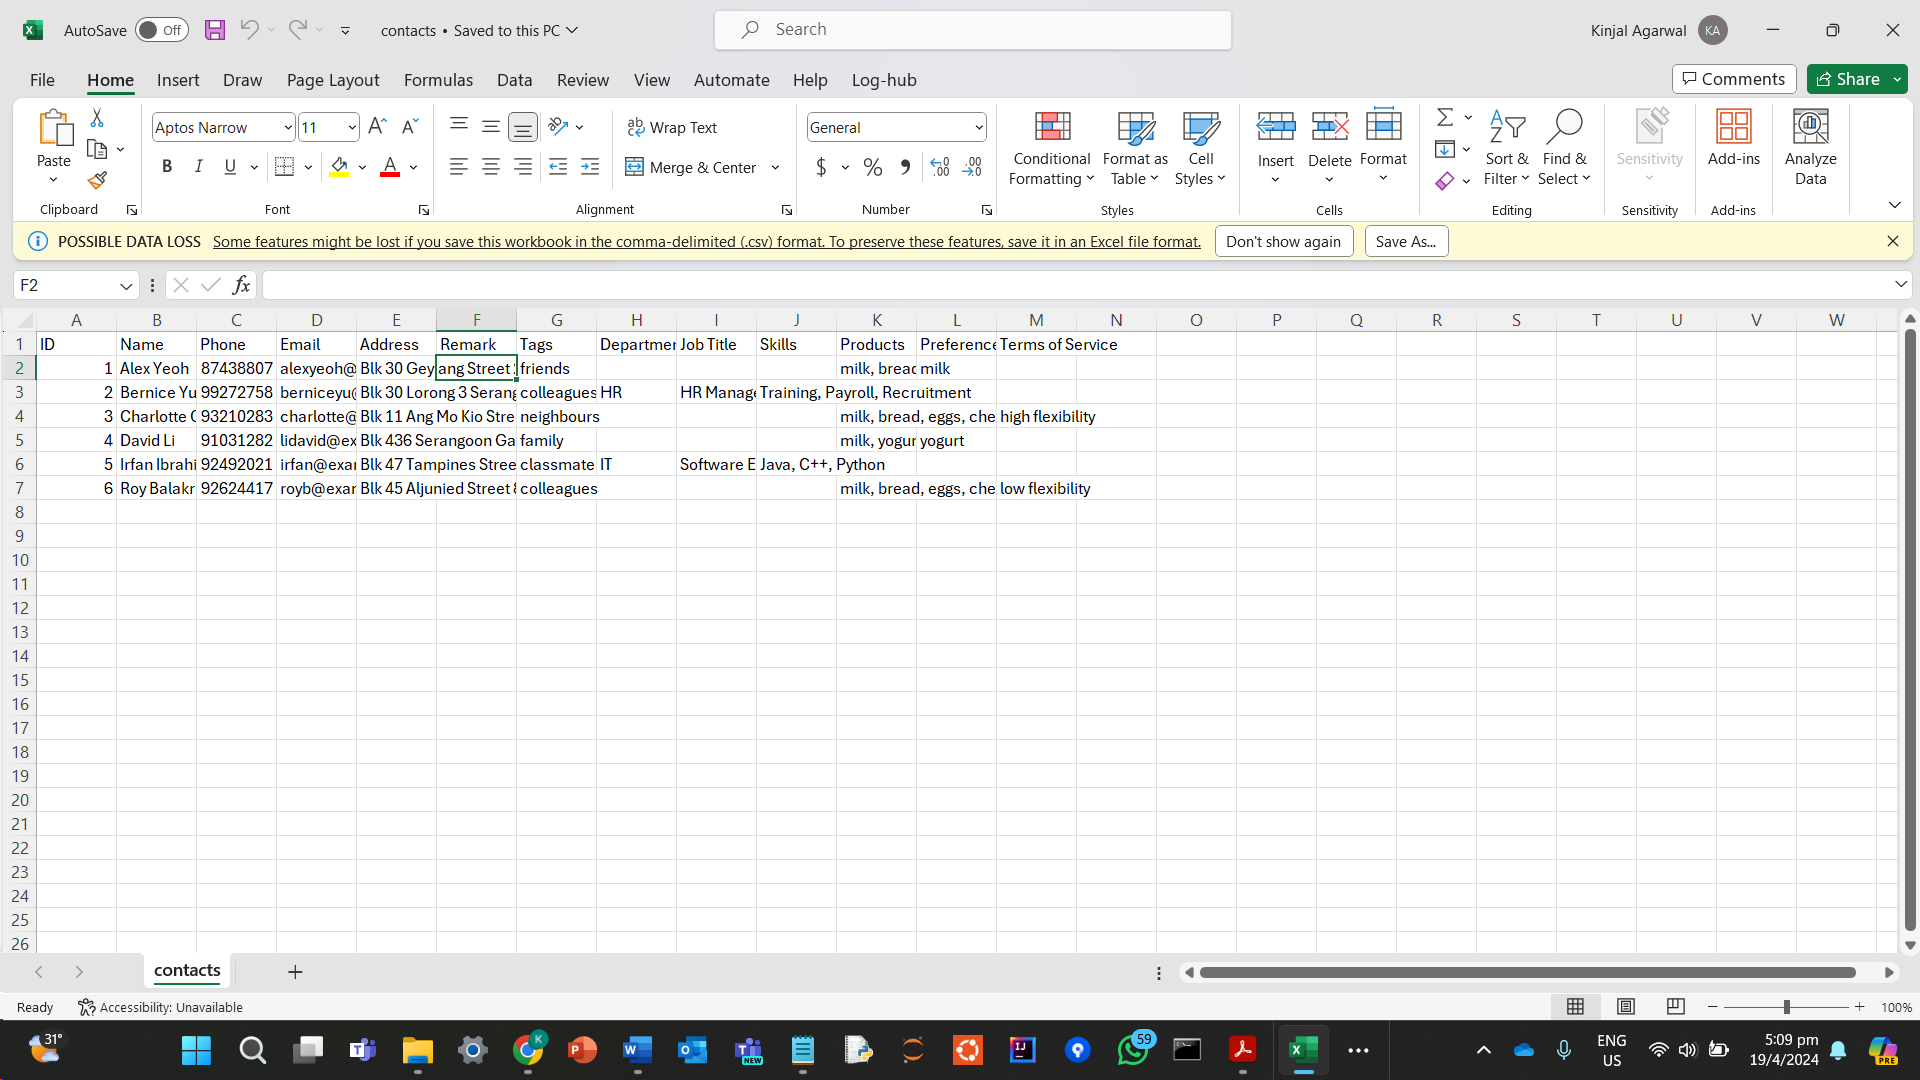 AutoSave Off contacts • Saved to this PC Search Kinjal Agarwal KA
File Home Insert Draw Page Layout Formulas Data Review View Automate Help Log-hub Comments Share
Paste Aptos Narrow 11 Wrap Text General Conditional Formatting Format as Table Cell Styles Insert Delete Format Sort & Filter Find & Select Sensitivity Add-ins Analyze Data
B I U Merge & Center $ %
Clipboard Font Alignment Number Styles Cells Editing Sensitivity Add-ins
POSSIBLE DATA LOSS Some features might be lost if you save this workbook in the comma-delimited (.csv) format. To preserve these features, save it in an Excel file format. Don't show again Save As...
F2 fx
A B C D E F G H I J K L M N O P Q R S T U V W
1 ID Name Phone Email Address Remark Tags Departmer Job Title Skills Products Preference Terms of Service
2 1 Alex Yeoh 87438807 alexyeoh@ Blk 30 Geylang Street friends milk, bread milk
3 2 Bernice Yu 99272758 berniceyu@ Blk 30 Lorong 3 Serang colleagues HR HR Manage Training, Payroll, Recruitment
4 3 Charlotte O 93210283 charlotte@ Blk 11 Ang Mo Kio Stre neighbours milk, bread, eggs, che high flexibility
5 4 David Li 91031282 lidavid@ex Blk 436 Serangoon Ga family milk, yogur yogurt
6 5 Irfan Ibrahi 92492021 irfan@exar Blk 47 Tampines Stree classmate IT Software E Java, C++, Python
7 6 Roy Balakr 92624417 royb@exar Blk 45 Aljunied Street 8 colleagues milk, bread, eggs, che low flexibility
8
9
10
11
12
13
14
15
16
17
18
19
20
21
22
23
24
25
26
contacts
Ready Accessibility: Unavailable 100%
31° 59 ENG US 5:09 pm 19/4/2024